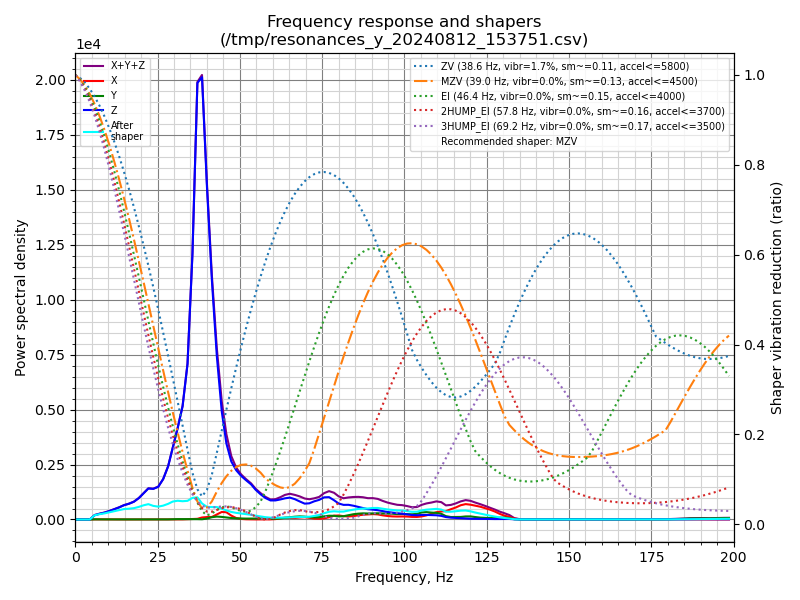 Frequency response and shapers
(/tmp/resonances_y_20240812_153751.csv)
1e4
X+Y+Z
X
Y
Z
After
shaper
ZV (38.6 Hz, vibr=1.7%, sm~=0.11, accel<=5800)
MZV (39.0 Hz, vibr=0.0%, sm~=0.13, accel<=4500)
EI (46.4 Hz, vibr=0.0%, sm~=0.15, accel<=4000)
2HUMP_EI (57.8 Hz, vibr=0.0%, sm~=0.16, accel<=3700)
3HUMP_EI (69.2 Hz, vibr=0.0%, sm~=0.17, accel<=3500)
Recommended shaper: MZV
Power spectral density
2.00
1.75
1.50
1.25
1.00
0.75
0.50
0.25
0.00
1.0
0.8
0.6
0.4
0.2
0.0
Shaper vibration reduction (ratio)
0 25 50 75 100 125 150 175 200
Frequency, Hz